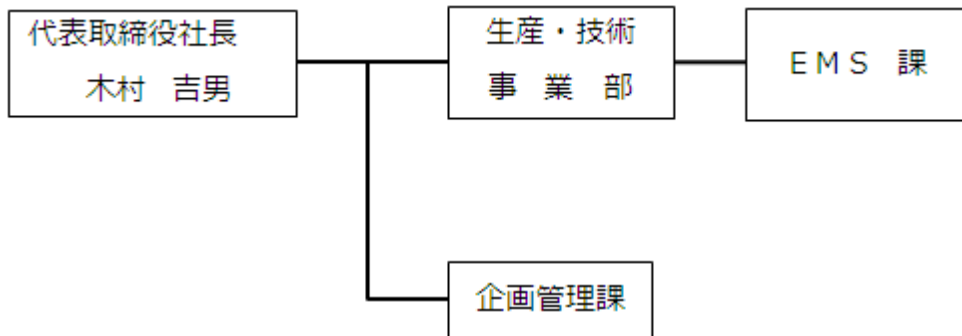 代表取締役社長
木村　吉男
生産・技術
事　業　部
ＥＭＳ　課
企画管理課